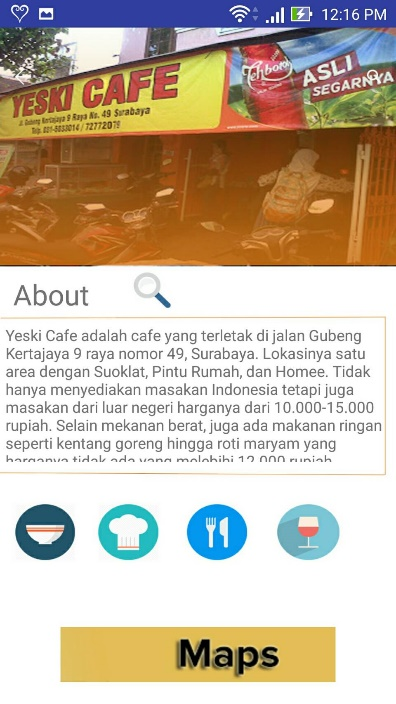 12:16 PM
YESKI CAFE
Jl. Gubeng Kertajaya 9 Raya No. 49 Surabaya
Tehbotol
ASLI
SEGARNYA
About
Yeski Cafe adalah cafe yang terletak di jalan Gubeng
Kertajaya 9 raya nomor 49, Surabaya. Lokasinya satu
area dengan Suoklat, Pintu Rumah, dan Homee. Tidak
hanya menyediakan masakan Indonesia tetapi juga
masakan dari luar negeri harganya dari 10.000-15.000
rupiah. Selain mekanan berat, juga ada makanan ringan
seperti kentang goreng hingga roti maryam yang
harganya tidak ada yang melebihi 12.000 rupiah
Maps